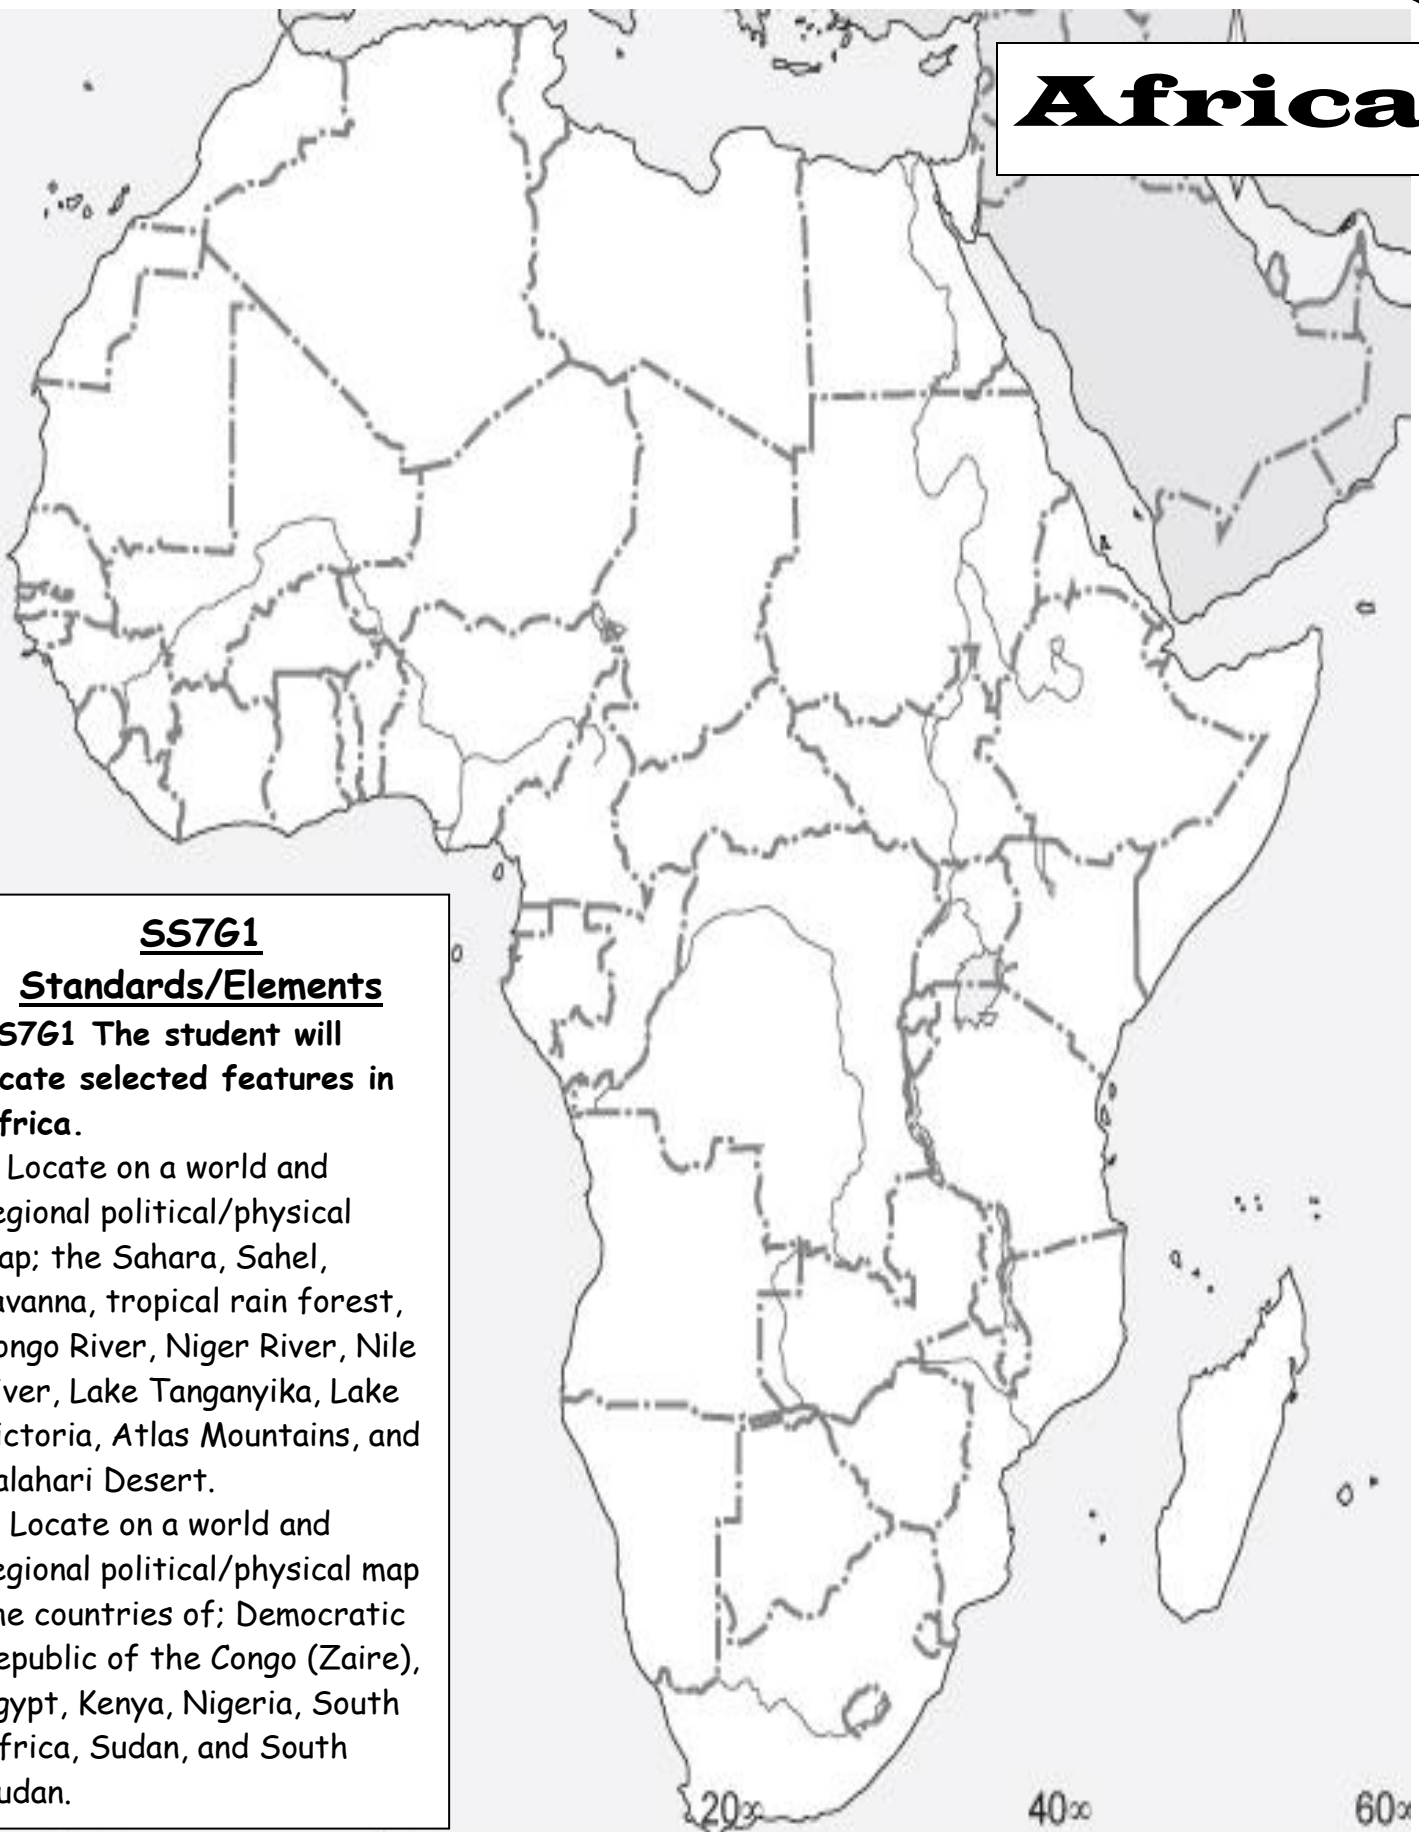 Africa
SS7G1
Standards/Elements
S7G1 The student will
cate selected features in
frica.
Locate on a world and
egional political/physical
ap; the Sahara, Sahel,
avanna, tropical rain forest,
ongo River, Niger River, Nile
ver, Lake Tanganyika, Lake
ictoria, Atlas Mountains, and
alahari Desert.
Locate on a world and
egional political/physical map
he countries of; Democratic
epublic of the Congo (Zaire),
gypt, Kenya, Nigeria, South
frica, Sudan, and South
udan.
20∞ 40∞ 60∞